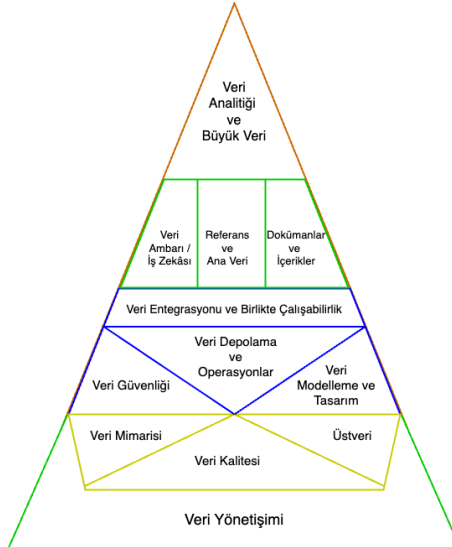 Veri
Analitiği
ve
Büyük Veri
Veri
Ambarı /
İş Zekâsı
Referans
ve
Ana Veri
Dokümanlar
ve
İçerikler
Veri Entegrasyonu ve Birlikte Çalışabilirlik
Veri Depolama
ve
Operasyonlar
Veri Güvenliği
Veri
Modelleme ve
Tasarım
Veri Mimarisi
Üstveri
Veri Kalitesi
Veri Yönetişimi